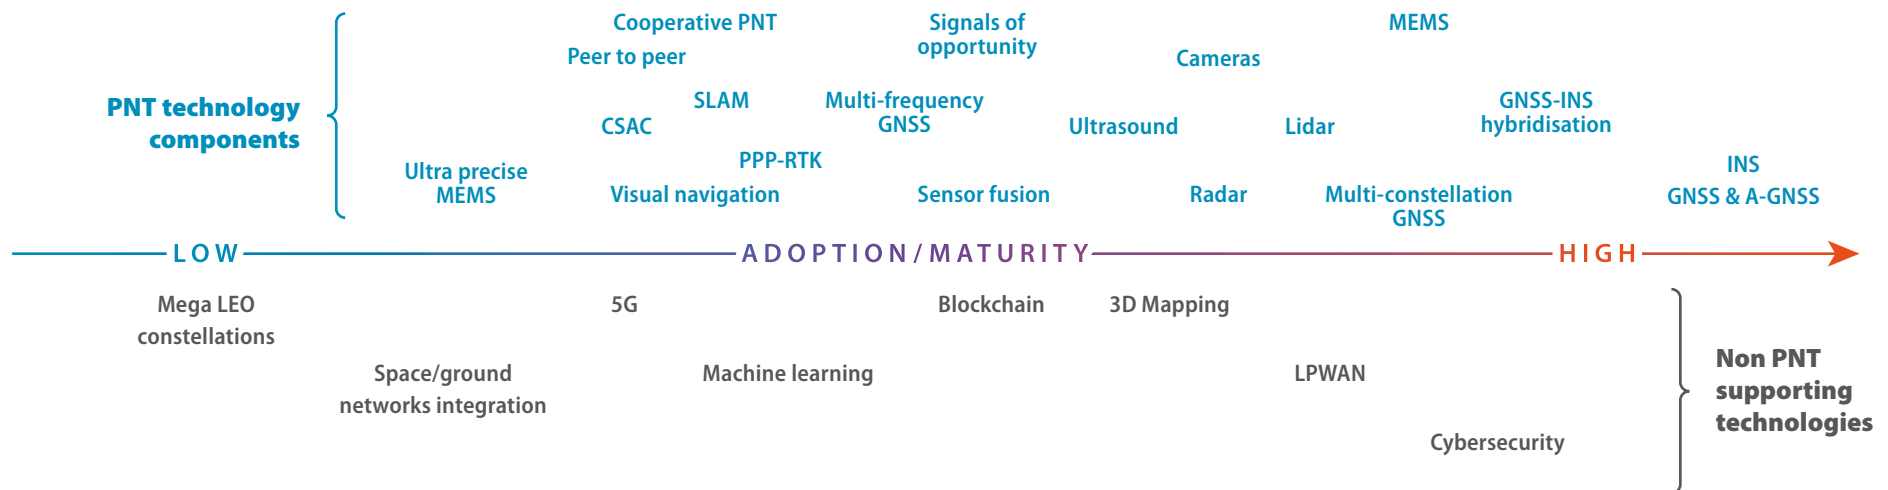 Cooperative PNT
Signals of
opportunity
MEMS
Peer to peer
Cameras
PNT technology
components
SLAM
Multi-frequency
GNSS
GNSS-INS
hybridisation
CSAC
Ultrasound
Lidar
PPP-RTK
INS
Ultra precise
MEMS
Visual navigation
Sensor fusion
Radar
Multi-constellation
GNSS
GNSS & A-GNSS
LOW
ADOPTION/MATURITY
HIGH
Mega LEO
constellations
5G
Blockchain
3D Mapping
Space/ground
networks integration
Machine learning
LPWAN
Non PNT
supporting
technologies
Cybersecurity